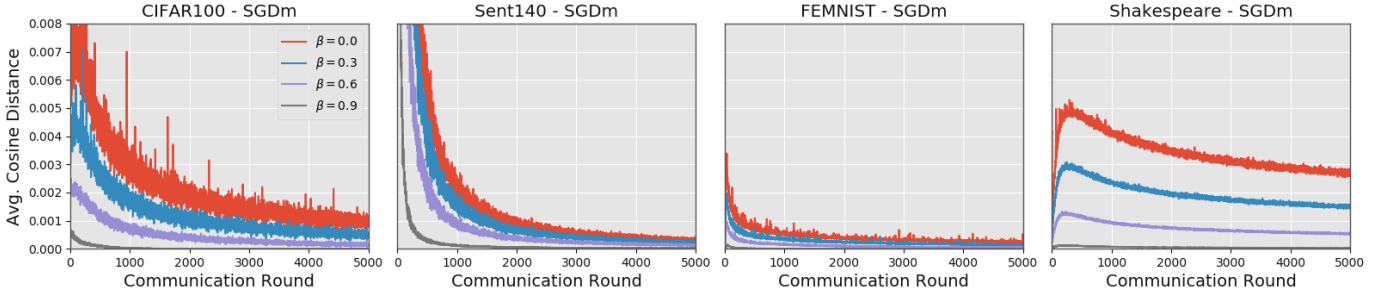 CIFAR100 - SGDm
Sent140 - SGDm
FEMNIST - SGDm
Shakespeare - SGDm
Avg. Cosine Distance
0.008
0.007
0.006
0.005
0.004
0.003
0.002
0.001
0.000
β = 0.0
β = 0.3
β = 0.6
β = 0.9
0 1000 2000 3000 4000 5000
0 1000 2000 3000 4000 5000
0 1000 2000 3000 4000 5000
0 1000 2000 3000 4000 5000
Communication Round
Communication Round
Communication Round
Communication Round